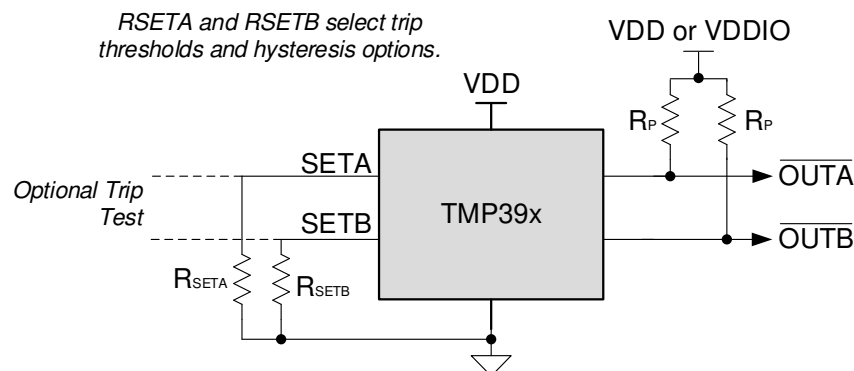 RSETA and RSETB select trip
thresholds and hysteresis options.
VDD or VDDIO
VDD
RP
RP
SETA
OUTA
Optional Trip
Test
TMP39x
SETB
OUTB
RSETA
RSETB